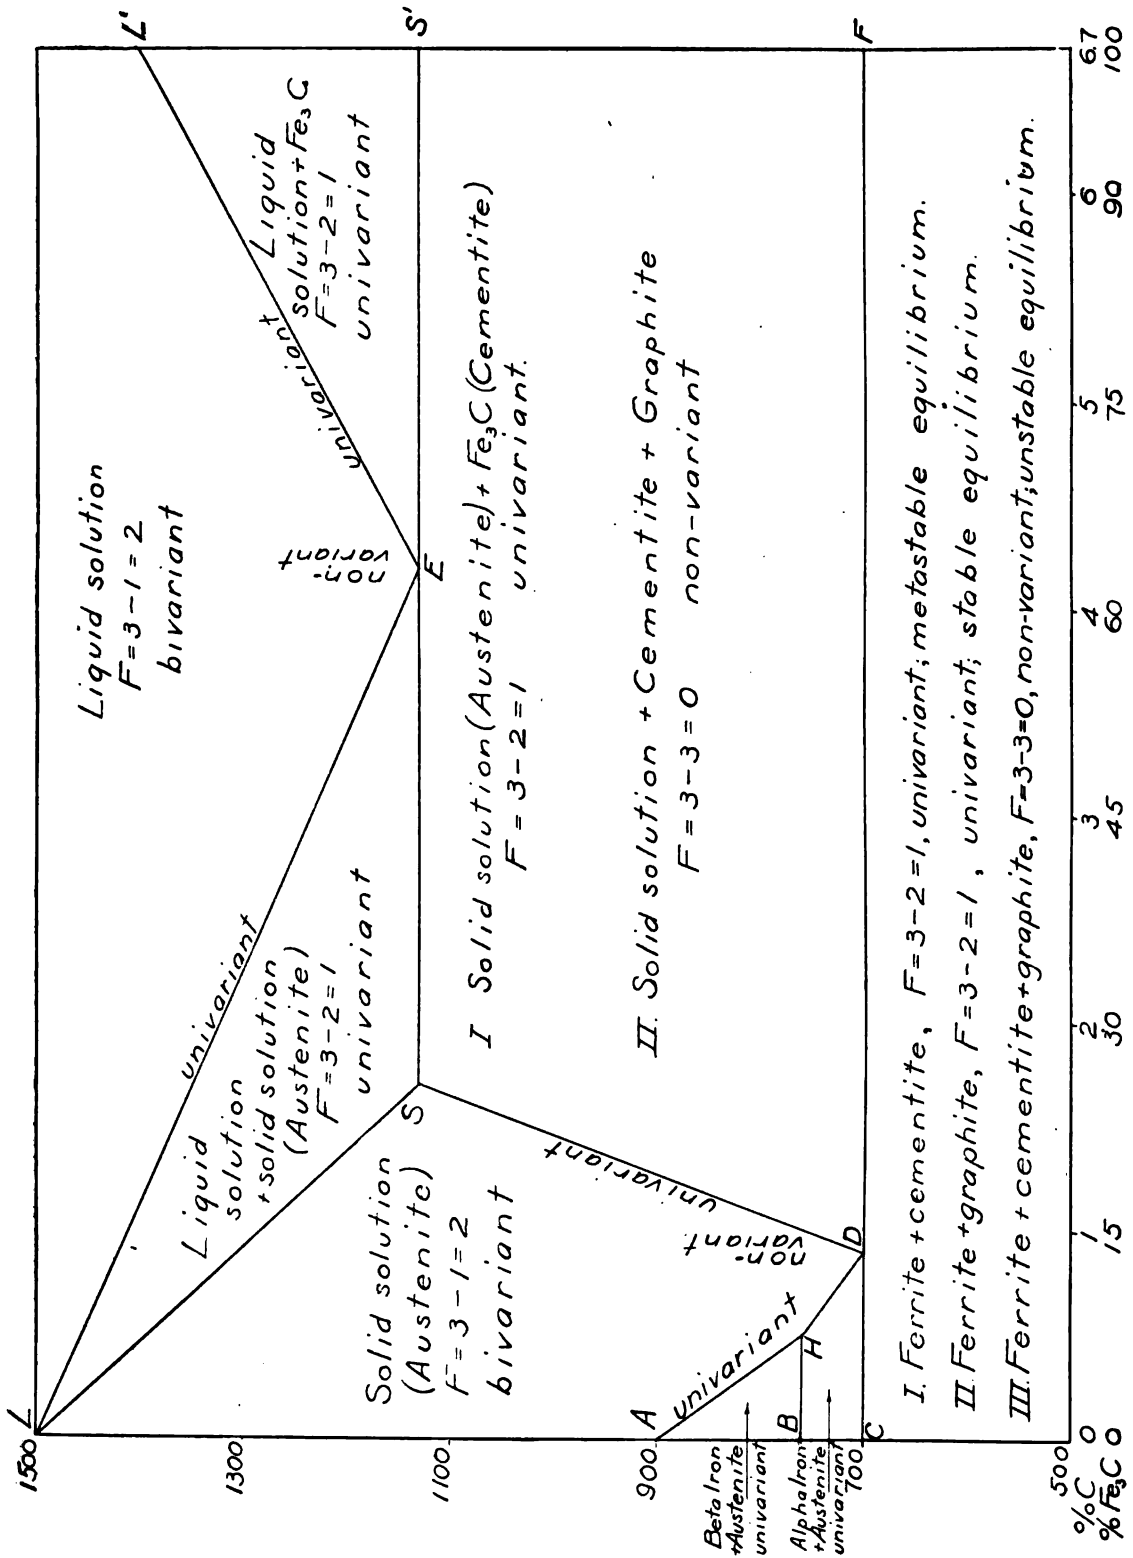 1500
L
L'
Liquid solution
F=3-1=2
bivariant
univariant
univariant
Liquid
solution+Fe₃C
F=3-2=1
univariant
1300
Liquid
solution
+solid solution
(Austenite)
F=3-2=1
univariant
non-
variant
S
E
S'
1100
Solid solution
(Austenite)
F=3-1=2
bivariant
I Solid solution(Austenite)+Fe₃C(Cementite)
F=3-2=1 univariant.
II. Solid solution + Cementite + Graphite
F=3-3=0 non-variant
univariant
non-
variant
900
A
univariant
Beta Iron
+Austenite
univariant
B
H
Alpha Iron
+Austenite
univariant
700
C
D
F
I. Ferrite+cementite, F=3-2=1, univariant; metastable equilibrium.
II. Ferrite+graphite, F=3-2=1, univariant; stable equilibrium.
III. Ferrite+cementite+graphite, F=3-3=0, non-variant; unstable equilibrium.
500
%C 0 1 2 3 4 5 6 6.7
%Fe₃C 0 15 30 45 60 75 90 100